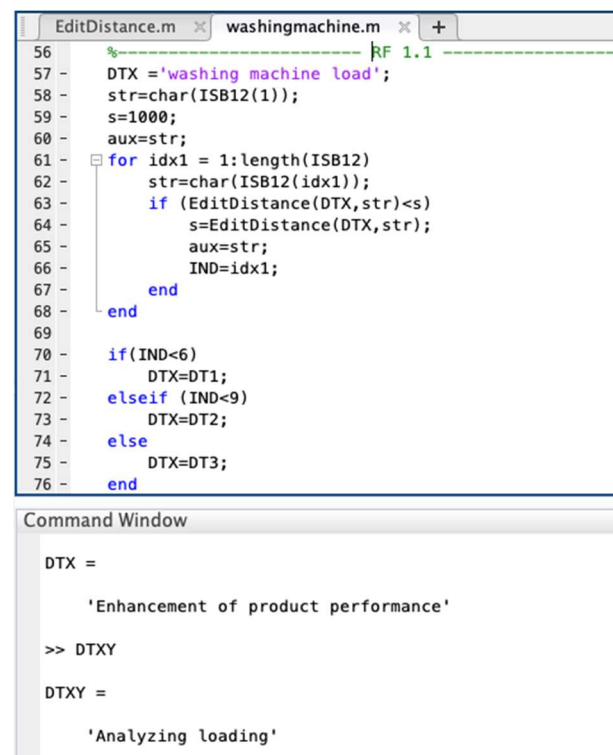 EditDistance.m × washingmachine.m × +
56 %------------------------ RF 1.1 -----------------
57 - DTX ='washing machine load';
58 - str=char(ISB12(1));
59 - s=1000;
60 - aux=str;
61 - for idx1 = 1:length(ISB12)
62 - str=char(ISB12(idx1));
63 - if (EditDistance(DTX,str)<s)
64 - s=EditDistance(DTX,str);
65 - aux=str;
66 - IND=idx1;
67 - end
68 - end
69
70 - if(IND<6)
71 - DTX=DT1;
72 - elseif (IND<9)
73 - DTX=DT2;
74 - else
75 - DTX=DT3;
76 - end
Command Window
DTX =
'Enhancement of product performance'
>> DTXY
DTXY =
'Analyzing loading'